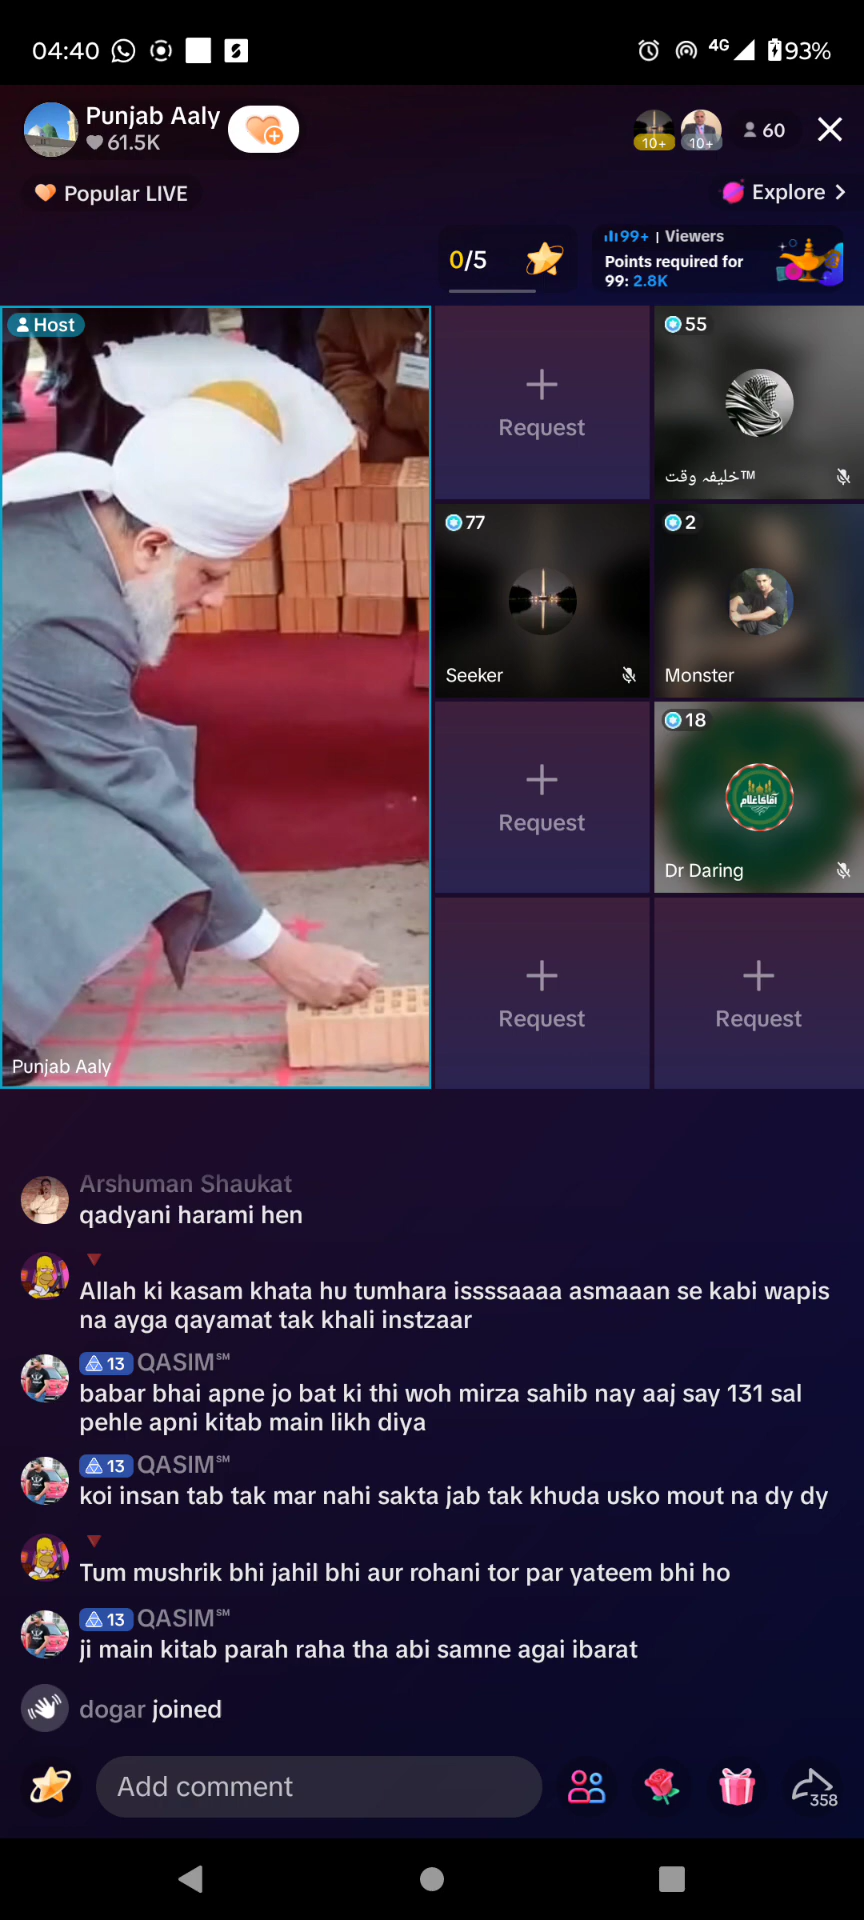 04:40
4G
93%
Punjab Aaly
61.5K
10+
10+
60
Popular LIVE
Explore
0/5
99+ | Viewers
Points required for
99: 2.8K
Host
Request
55
خلیفہ وقت™
77
Seeker
2
Monster
Request
18
آقا کا غلام
Dr Daring
Request
Request
Punjab Aaly
Arshuman Shaukat
qadyani harami hen
Allah ki kasam khata hu tumhara issssaaaa asmaaan se kabi wapis
na ayga qayamat tak khali instzaar
13 QASIM℠
babar bhai apne jo bat ki thi woh mirza sahib nay aaj say 131 sal
pehle apni kitab main likh diya
13 QASIM℠
koi insan tab tak mar nahi sakta jab tak khuda usko mout na dy dy
Tum mushrik bhi jahil bhi aur rohani tor par yateem bhi ho
13 QASIM℠
ji main kitab parah raha tha abi samne agai ibarat
dogar joined
Add comment
358